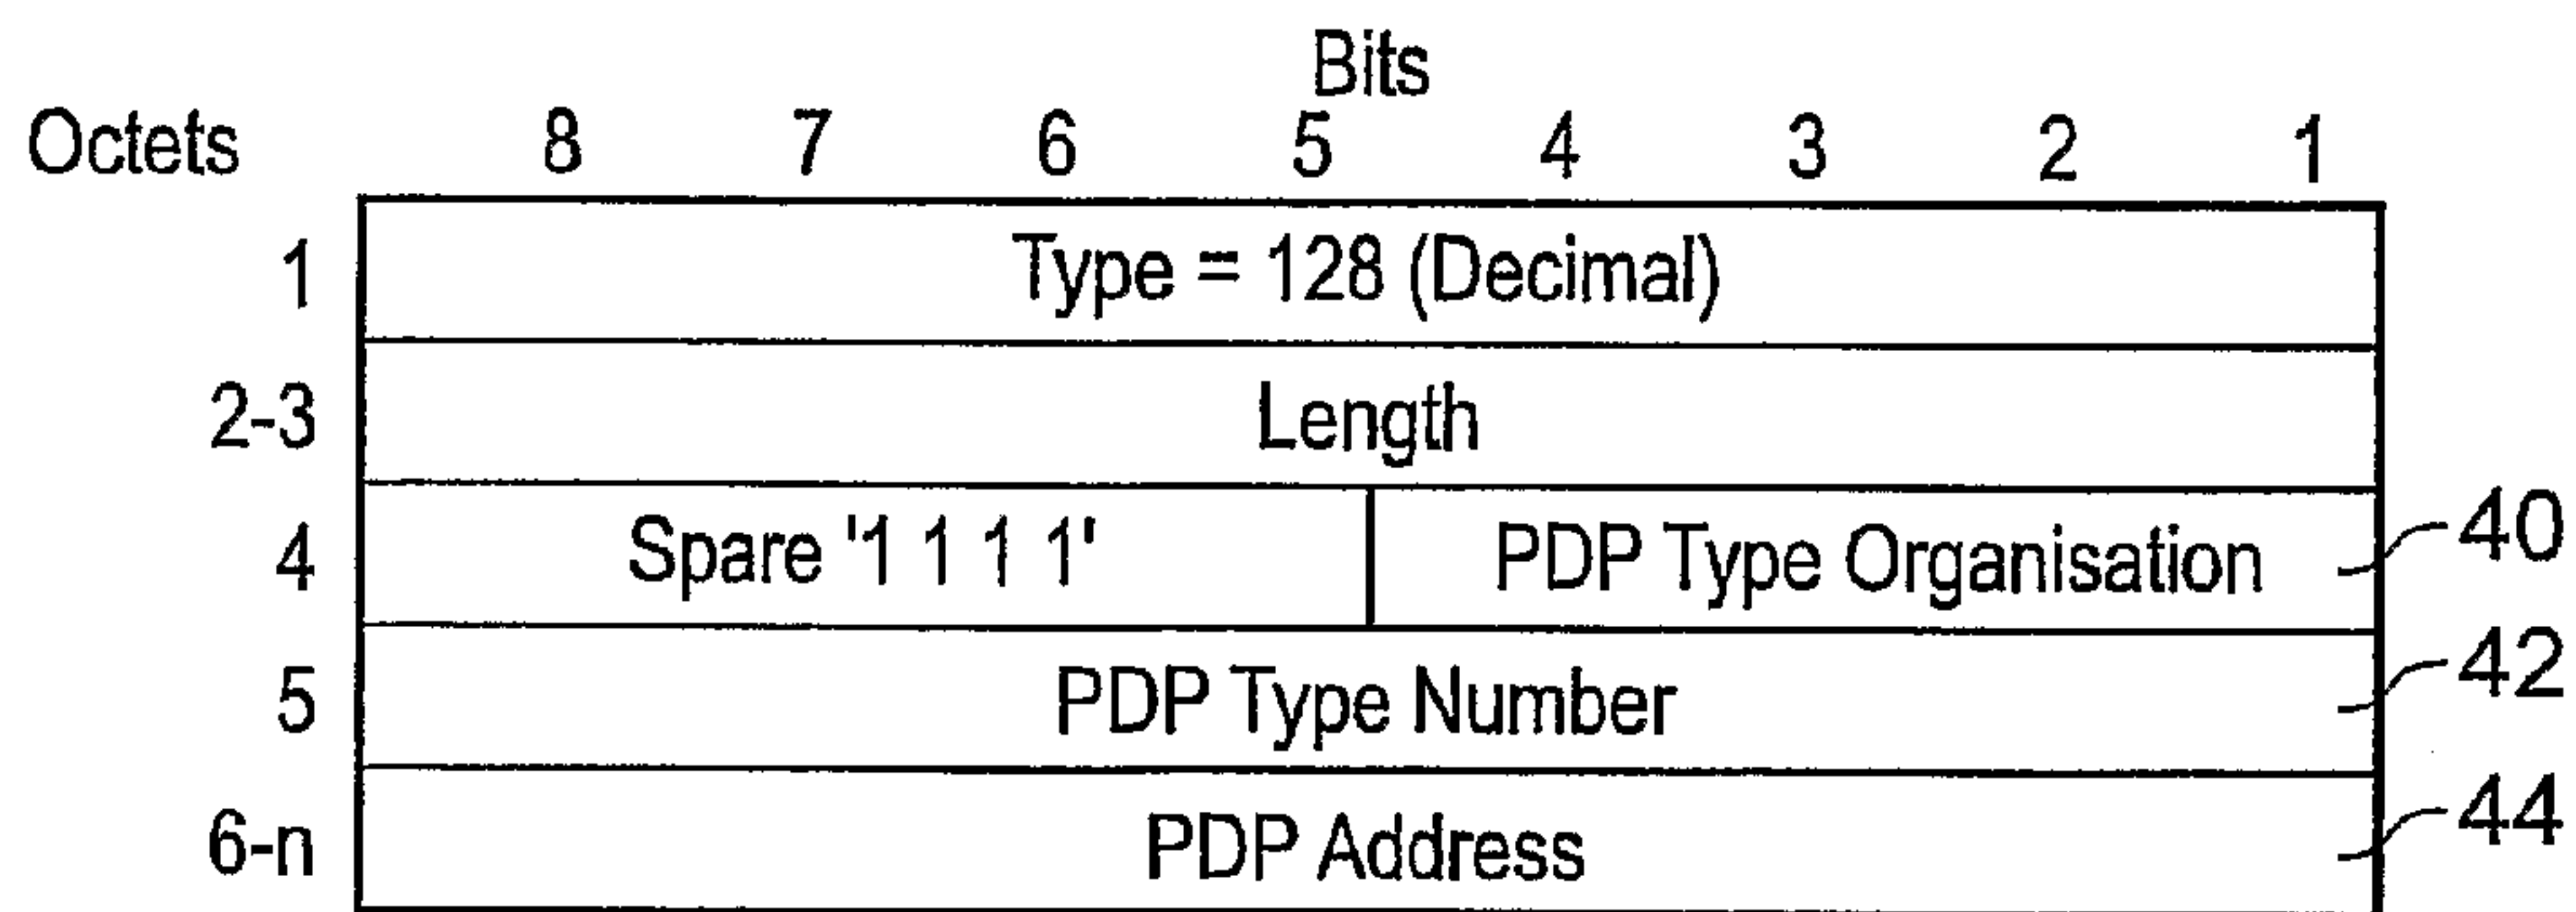 Bits
Octets 8 7 6 5 4 3 2 1
1 Type = 128 (Decimal)
2-3 Length
4 Spare '1 1 1 1' PDP Type Organisation 40
5 PDP Type Number 42
6-n PDP Address 44